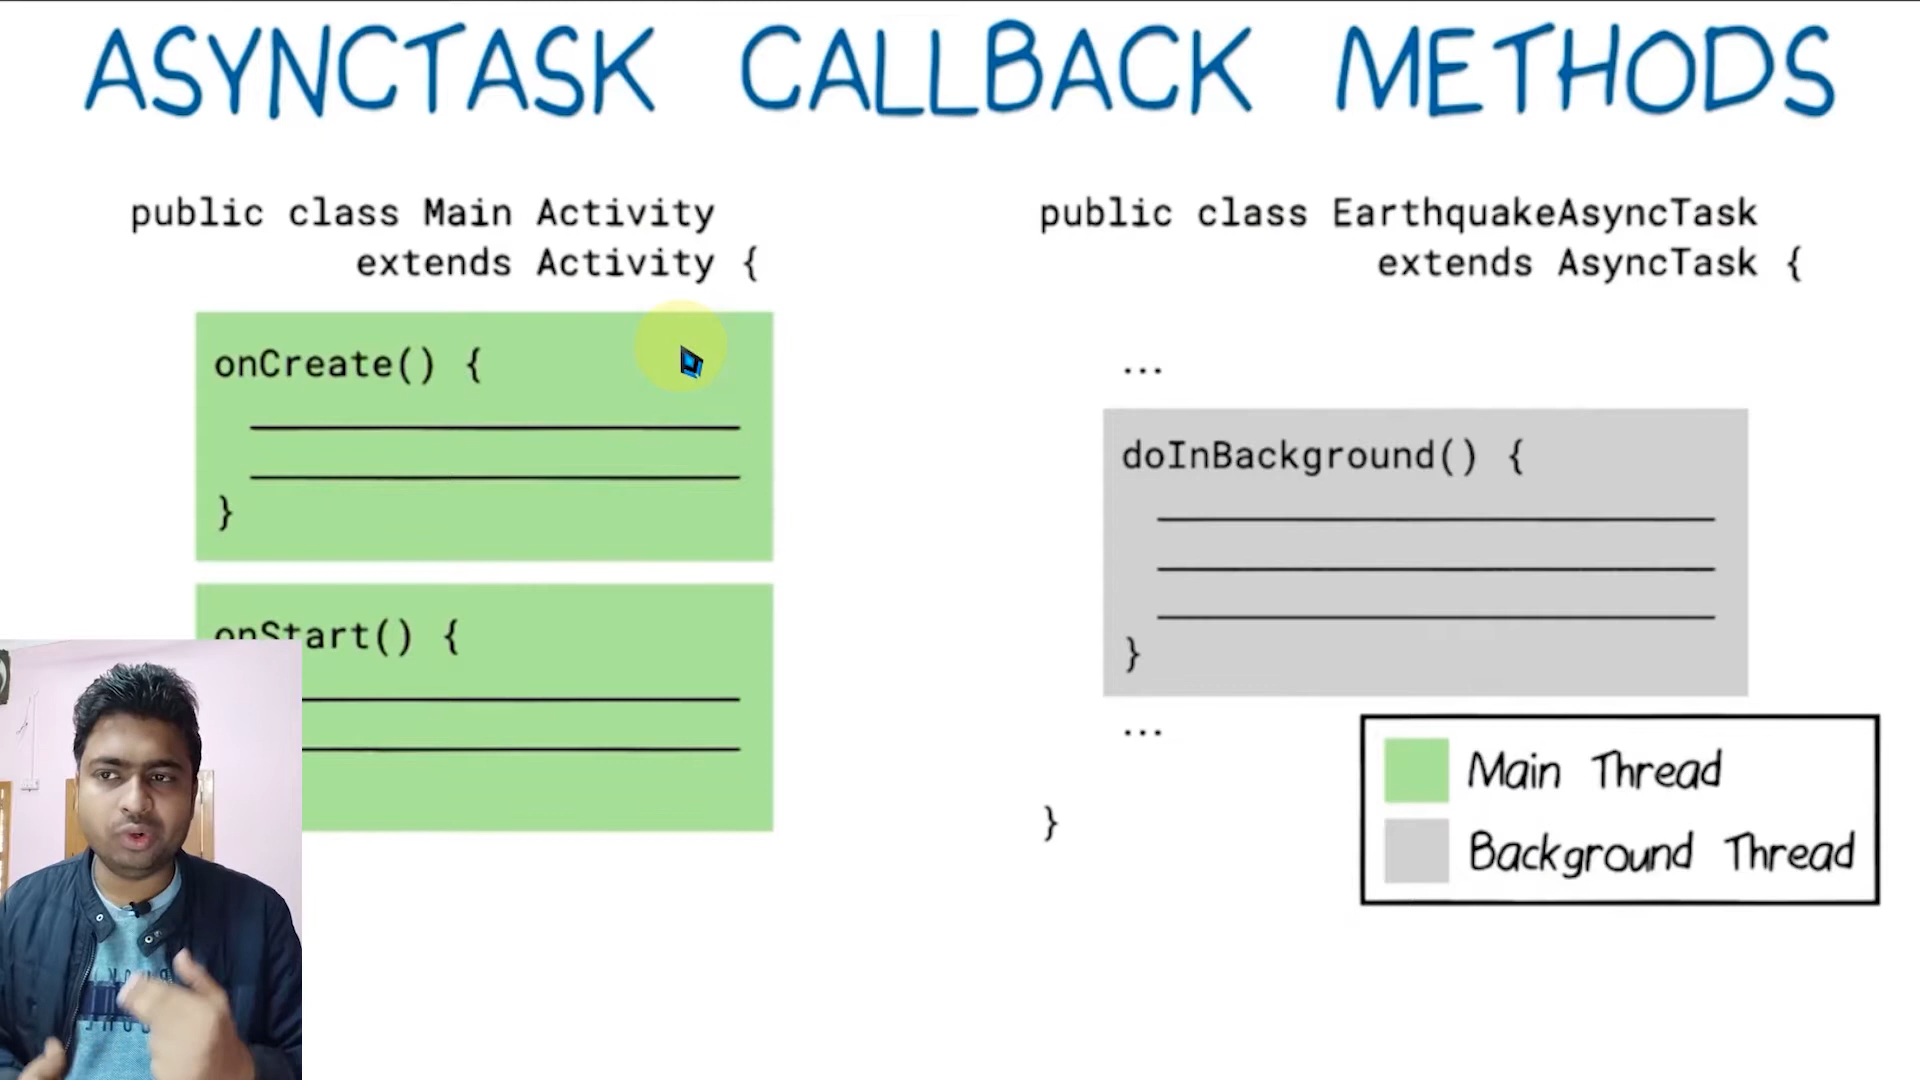 ASYNCTASK CALLBACK METHODS
public class Main Activity
extends Activity {
onCreate() {
}
onStart() {
public class EarthquakeAsyncTask
extends AsyncTask {
...
doInBackground() {
}
...
}
Main Thread
Background Thread